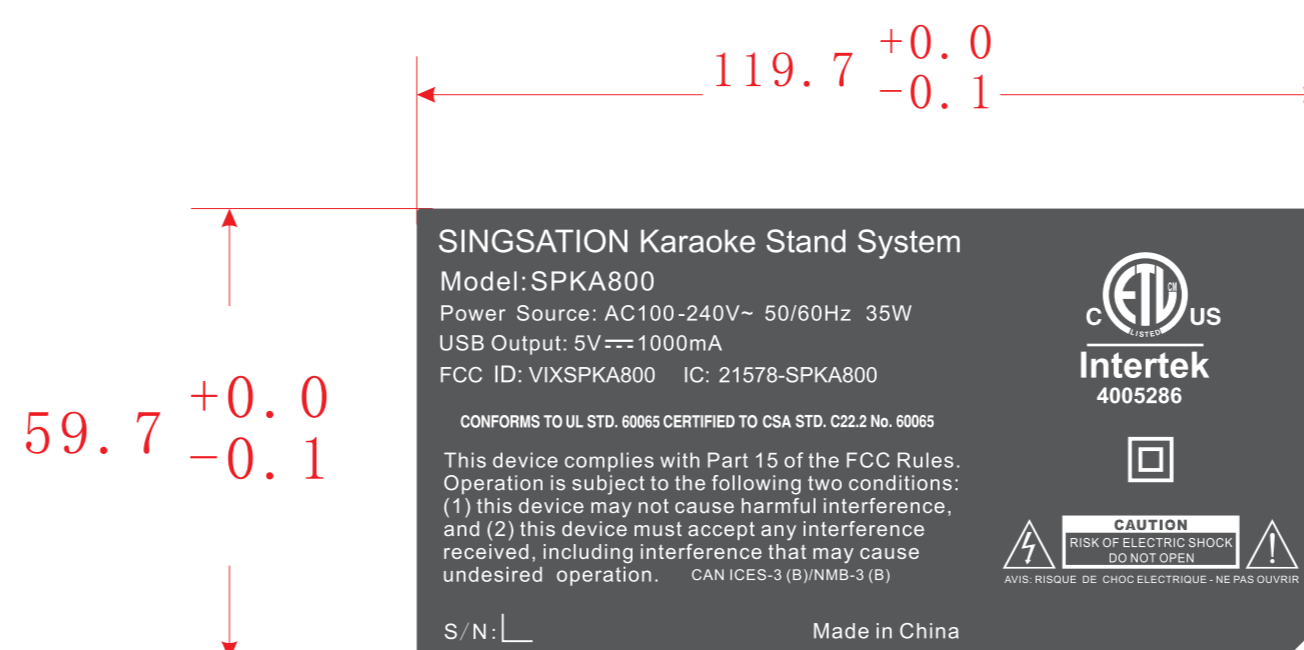 119.7 +0.0
-0.1
59.7 +0.0
-0.1
SINGSATION Karaoke Stand System
Model:SPKA800
Power Source: AC100-240V~ 50/60Hz 35W
USB Output: 5V⎓1000mA
FCC ID: VIXSPKA800 IC: 21578-SPKA800
CONFORMS TO UL STD. 60065 CERTIFIED TO CSA STD. C22.2 No. 60065
This device complies with Part 15 of the FCC Rules.
Operation is subject to the following two conditions:
(1) this device may not cause harmful interference,
and (2) this device must accept any interference
received, including interference that may cause
undesired operation. CAN ICES-3 (B)/NMB-3 (B)
S/N:
Made in China
ETL CM
C US
LISTED
Intertek
4005286
CAUTION
RISK OF ELECTRIC SHOCK
DO NOT OPEN
AVIS: RISQUE DE CHOC ELECTRIQUE - NE PAS OUVRIR